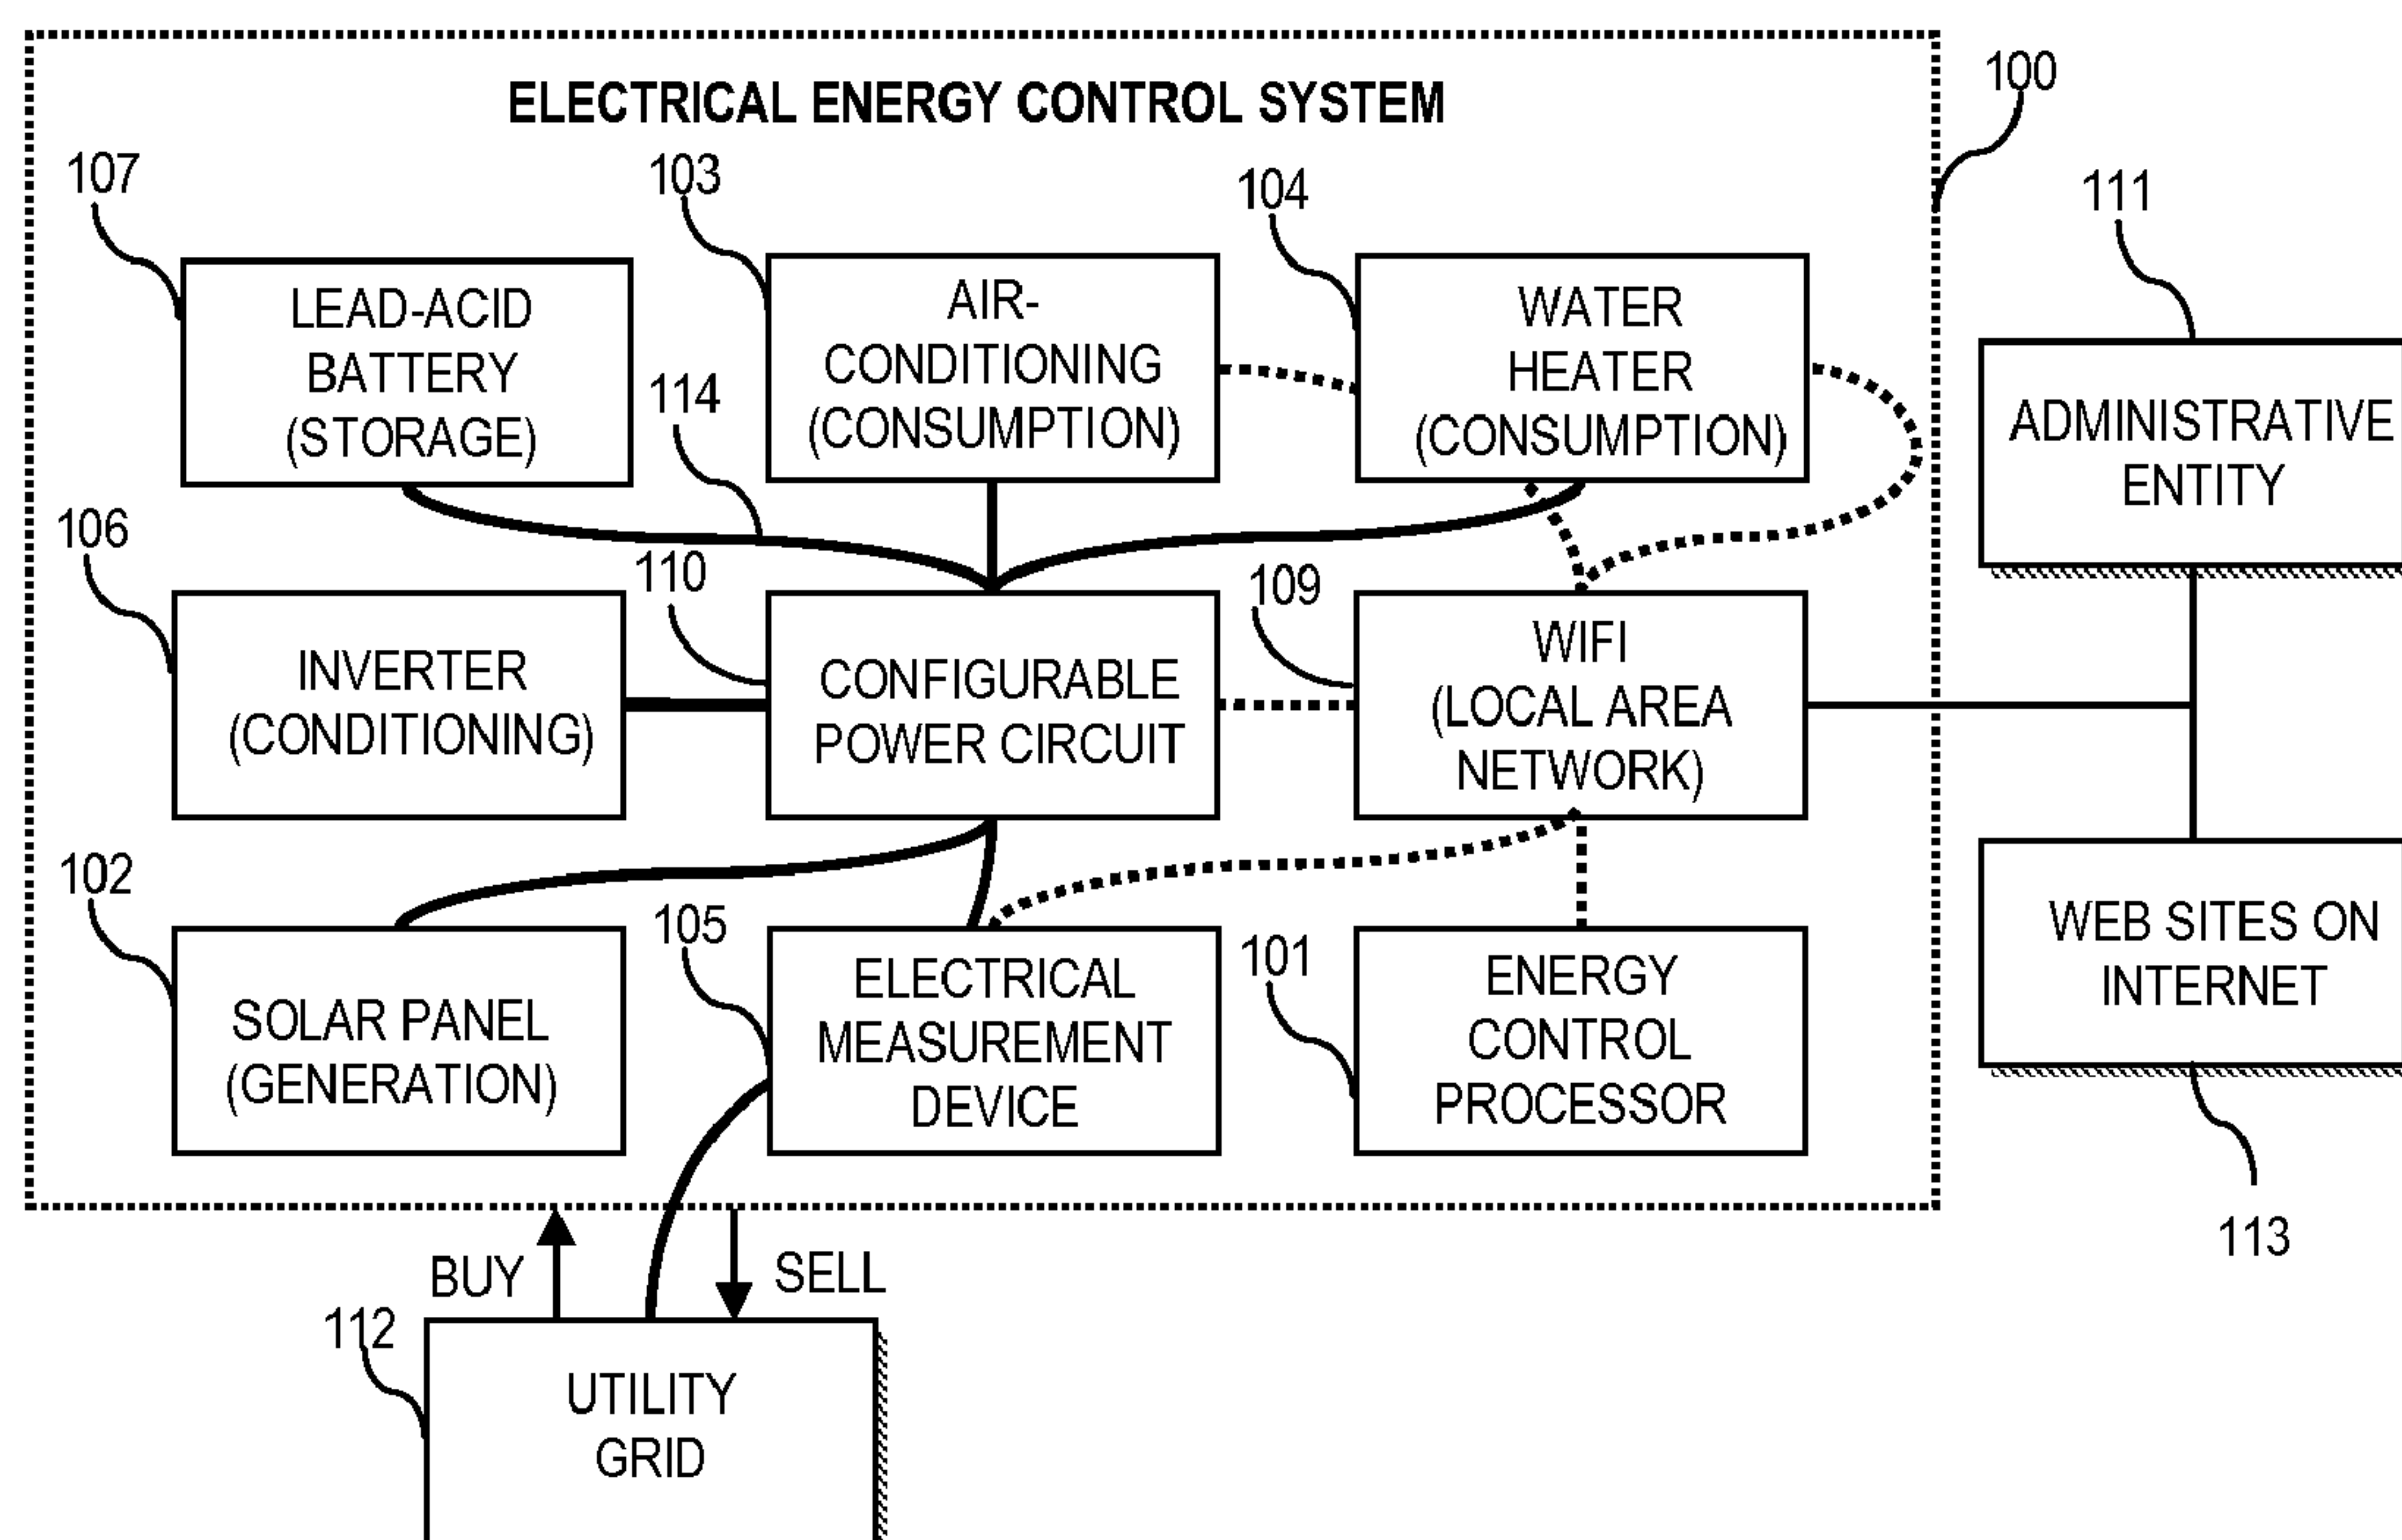 ELECTRICAL ENERGY CONTROL SYSTEM
100
107
103
104
111
LEAD-ACID
BATTERY
(STORAGE)
AIR-
CONDITIONING
(CONSUMPTION)
WATER
HEATER
(CONSUMPTION)
ADMINISTRATIVE
ENTITY
114
106
110
109
INVERTER
(CONDITIONING)
CONFIGURABLE
POWER CIRCUIT
WIFI
(LOCAL AREA
NETWORK)
102
105
101
SOLAR PANEL
(GENERATION)
ELECTRICAL
MEASUREMENT
DEVICE
ENERGY
CONTROL
PROCESSOR
WEB SITES ON
INTERNET
113
BUY
SELL
112
UTILITY
GRID